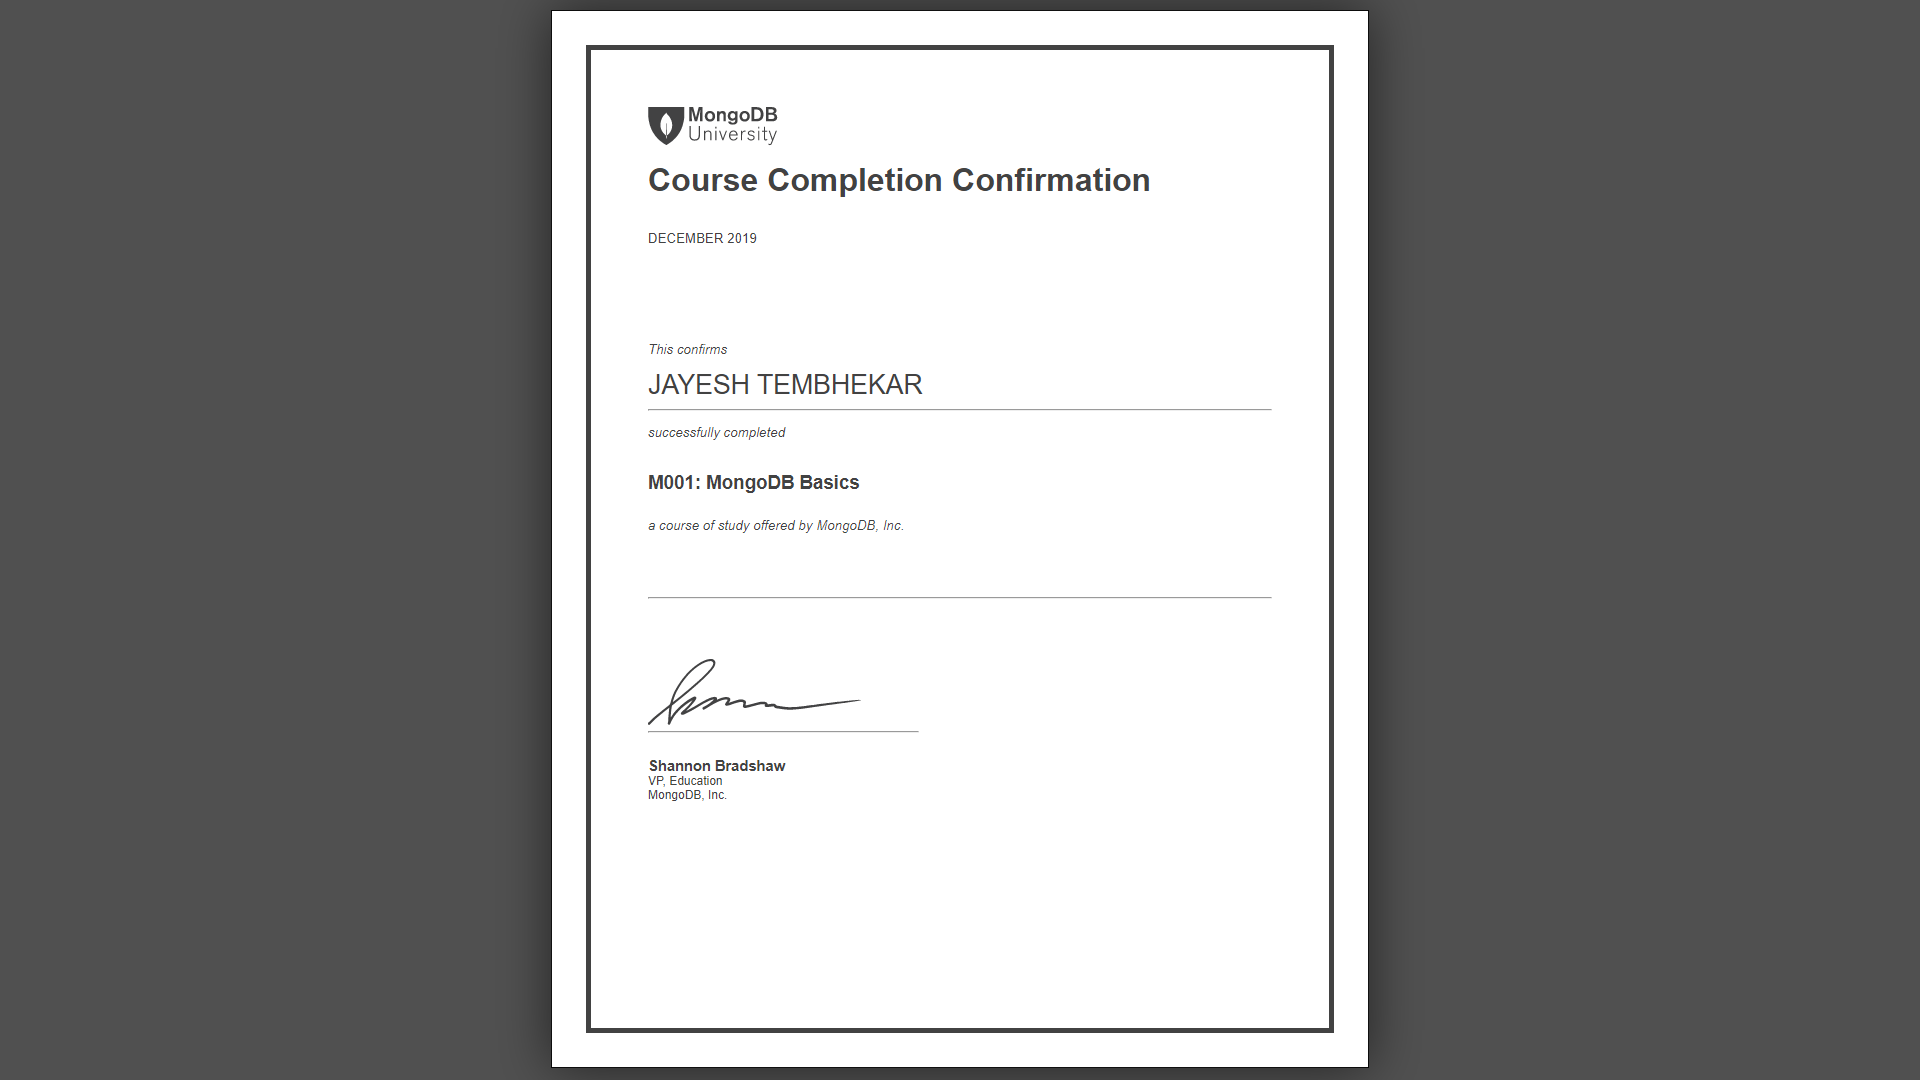 MongoDB
University
Course Completion Confirmation
DECEMBER 2019
This confirms
JAYESH TEMBHEKAR
successfully completed
M001: MongoDB Basics
a course of study offered by MongoDB, Inc.
Shannon Bradshaw
VP, Education
MongoDB, Inc.